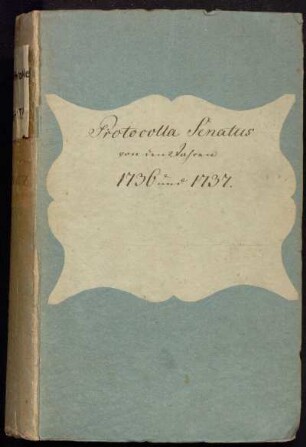 Protocolla Senatus
von den Jahren
1736 und 1737.